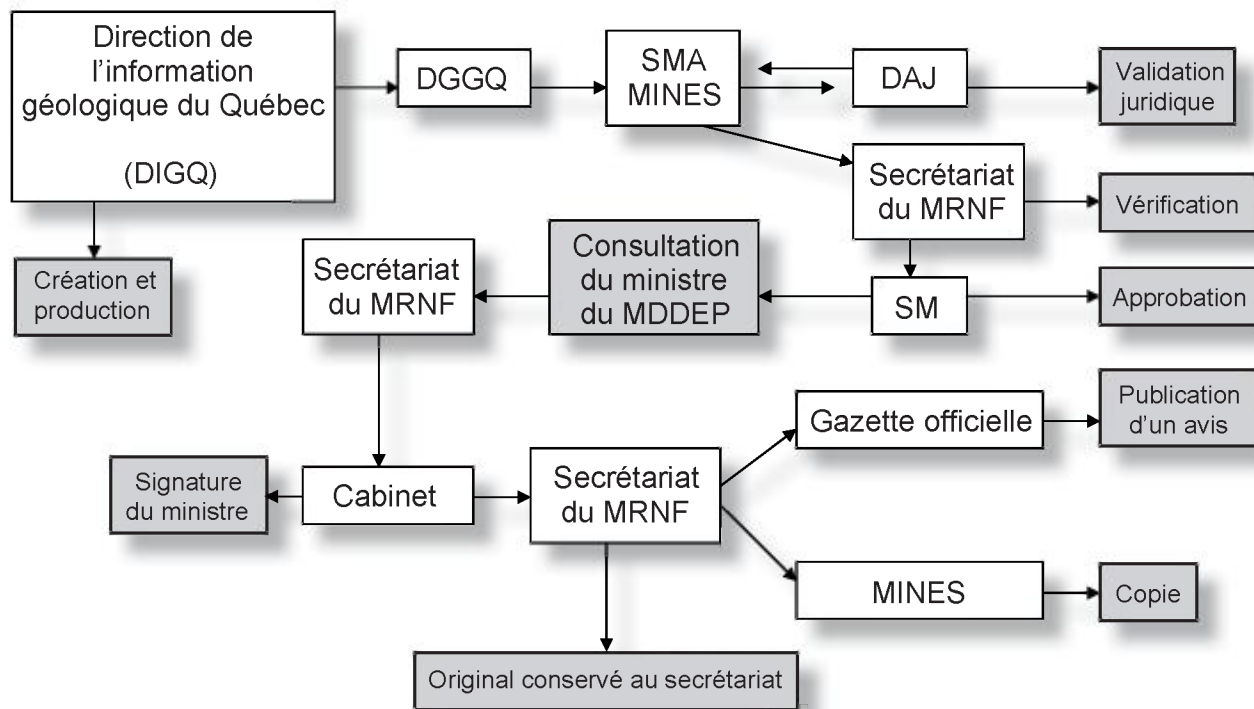 Direction de
l'information
géologique du Québec
(DIGQ)
DGGQ
SMA
MINES
DAJ
Validation
juridique
Secrétariat
du MRNF
Vérification
Création et
production
Secrétariat
du MRNF
Consultation
du ministre
du MDDEP
SM
Approbation
Gazette officielle
Publication
d'un avis
Signature
du ministre
Cabinet
Secrétariat
du MRNF
MINES
Copie
Original conservé au secrétariat